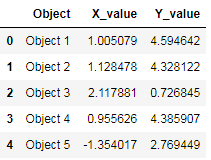 Object X_value Y_value
0 Object 1 1.005079 4.594642
1 Object 2 1.128478 4.328122
2 Object 3 2.117881 0.726845
3 Object 4 0.955626 4.385907
4 Object 5 -1.354017 2.769449